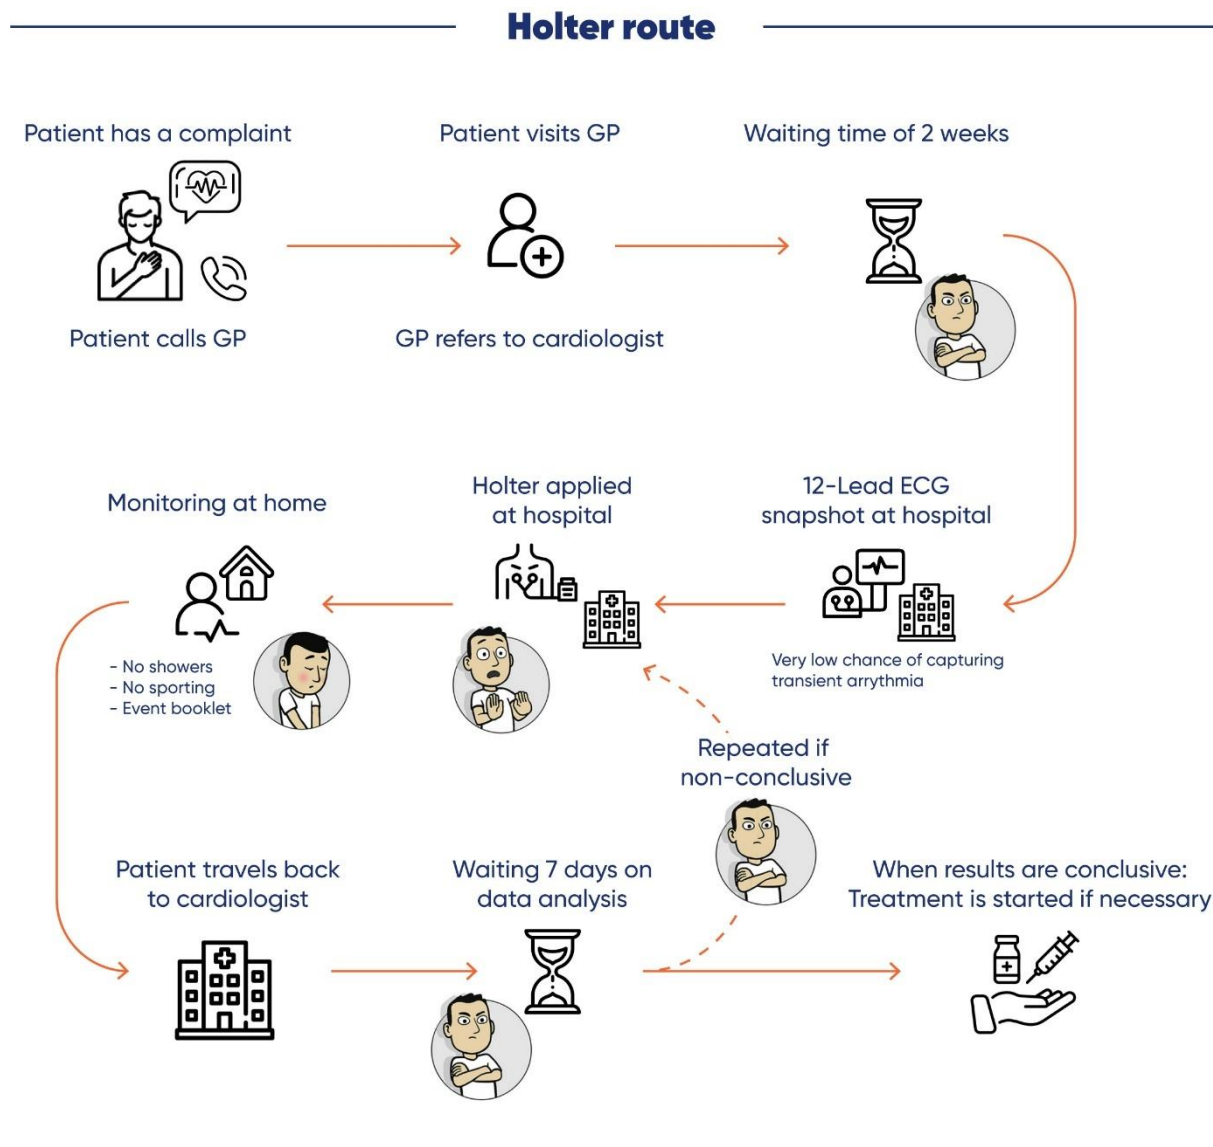 Holter route
Patient has a complaint
Patient calls GP
Patient visits GP
GP refers to cardiologist
Waiting time of 2 weeks
12-Lead ECG
snapshot at hospital
Very low chance of capturing
transient arrythmia
Holter applied
at hospital
Monitoring at home
- No showers
- No sporting
- Event booklet
Patient travels back
to cardiologist
Waiting 7 days on
data analysis
Repeated if
non-conclusive
When results are conclusive:
Treatment is started if necessary